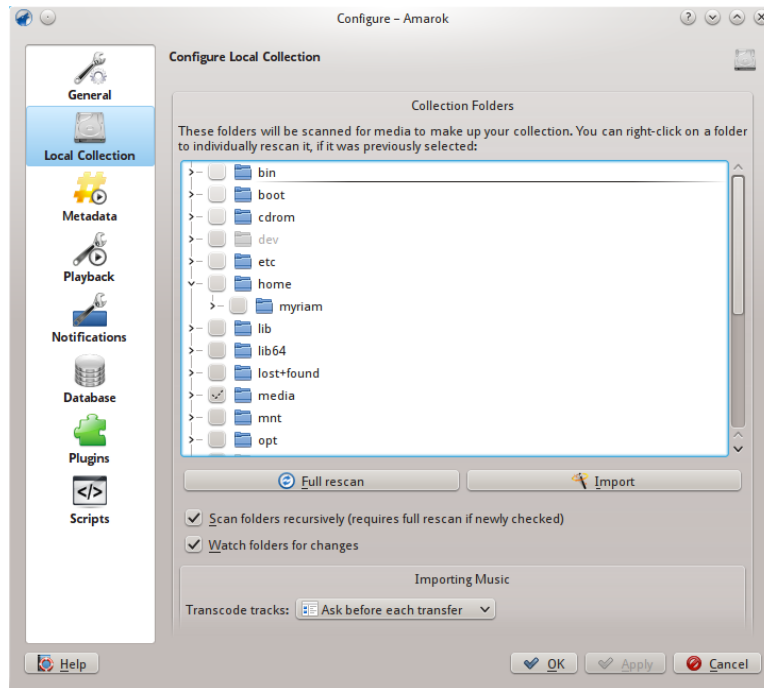 Configure – Amarok
Configure Local Collection
General
Local Collection
Metadata
Playback
Notifications
Database
Plugins
Scripts
Collection Folders
These folders will be scanned for media to make up your collection. You can right-click on a folder
to individually rescan it, if it was previously selected:
bin
boot
cdrom
dev
etc
home
myriam
lib
lib64
lost+found
media
mnt
opt
Full rescan
Import
Scan folders recursively (requires full rescan if newly checked)
Watch folders for changes
Importing Music
Transcode tracks: Ask before each transfer
Help
OK
Apply
Cancel